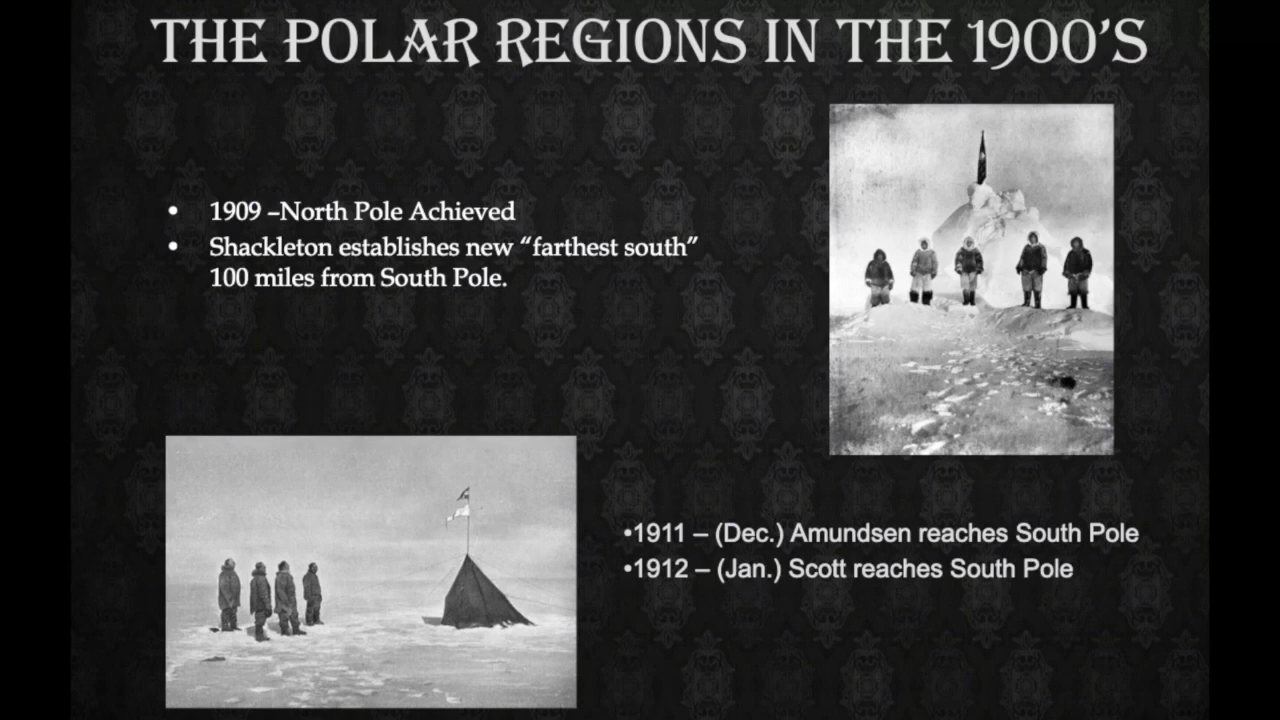 THE POLAR REGIONS IN THE 1900'S
• 1909 –North Pole Achieved
• Shackleton establishes new “farthest south”
100 miles from South Pole.
•1911 – (Dec.) Amundsen reaches South Pole
•1912 – (Jan.) Scott reaches South Pole